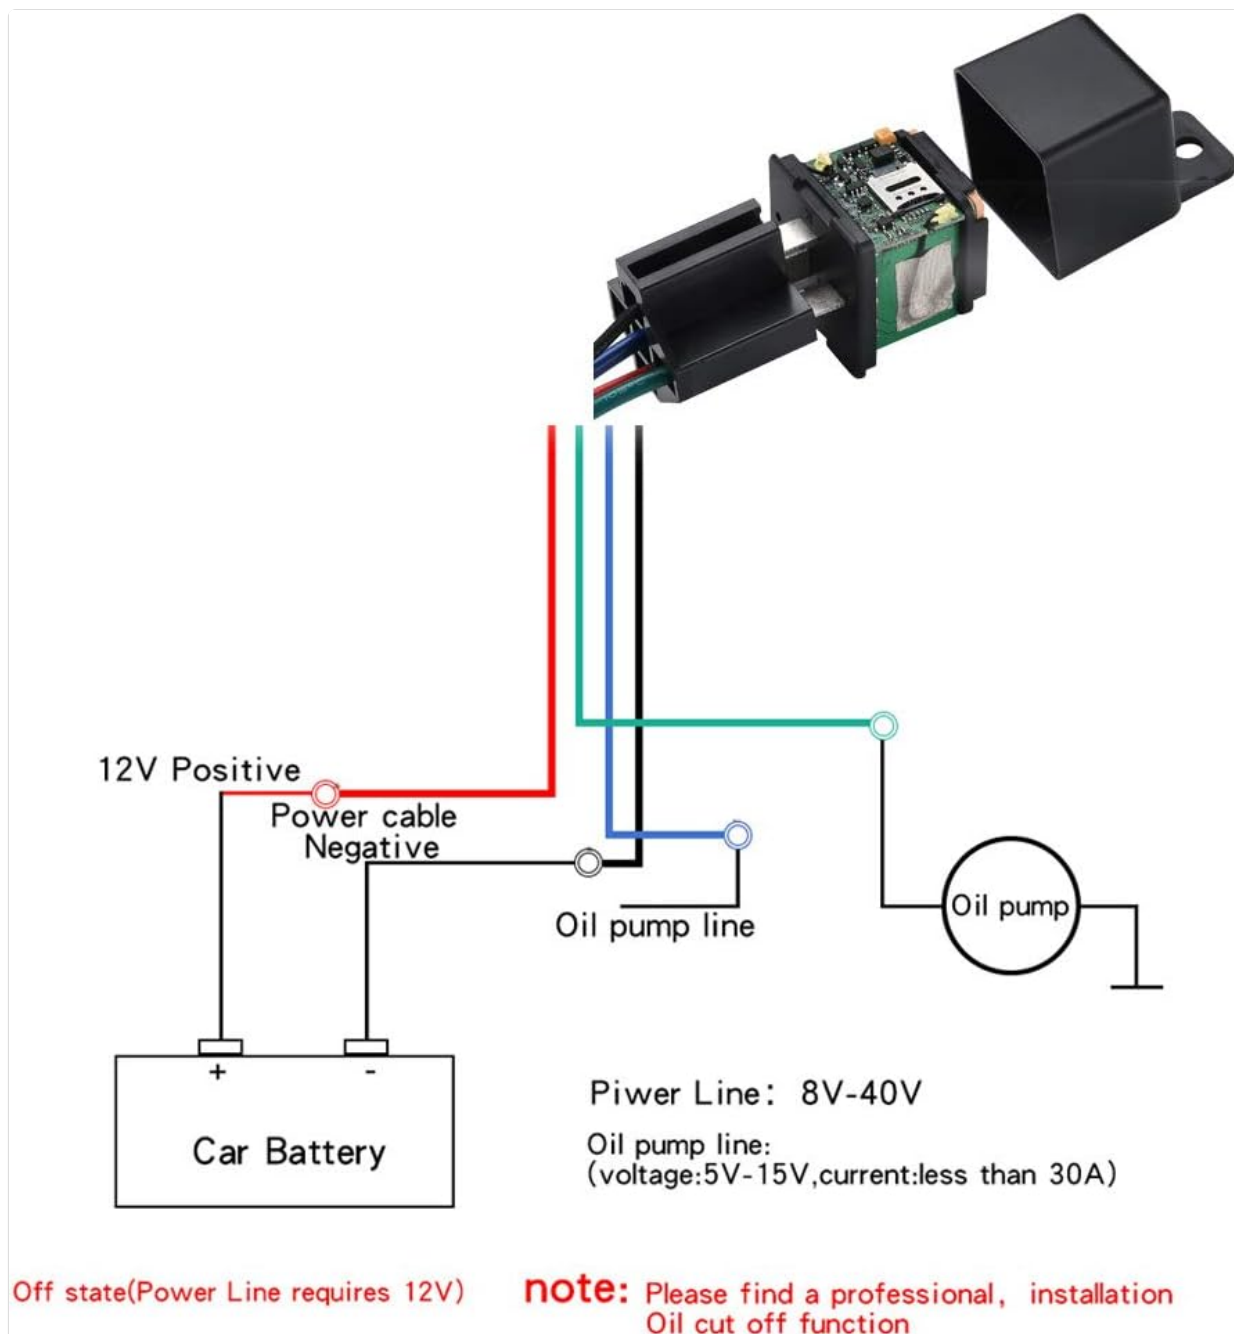 12V Positive
Power cable
Negative
Oil pump line
Oil pump
+
-
Car Battery
Piwer Line: 8V-40V
Oil pump line:
(voltage:5V-15V,current:less than 30A)
Off state(Power Line requires 12V)
note: Please find a professional, installation
Oil cut off function